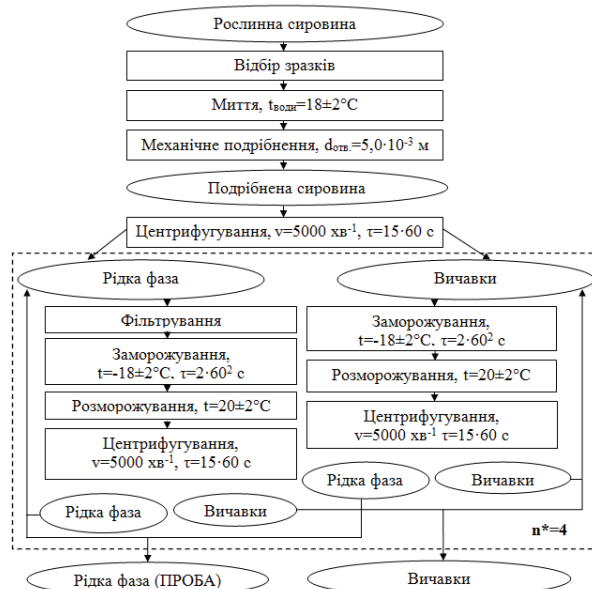 Рослинна сировина
Відбір зразків
Миття, tводи=18±2°С
Механічне подрібнення, dотв.=5,0·10⁻³ м
Подрібнена сировина
Центрифугування, v=5000 хв⁻¹, τ=15·60 с
Рідка фаза
Вичавки
Фільтрування
Заморожування,
t=-18±2°С, τ=2·60² с
Розморожування, t=20±2°С
Центрифугування,
v=5000 хв⁻¹, τ=15·60 с
Заморожування,
t=-18±2°С, τ=2·60² с
Розморожування, t=20±2°С
Центрифугування,
v=5000 хв⁻¹ τ=15·60 с
Рідка фаза
Вичавки
Рідка фаза
Вичавки
n*=4
Рідка фаза (ПРОБА)
Вичавки